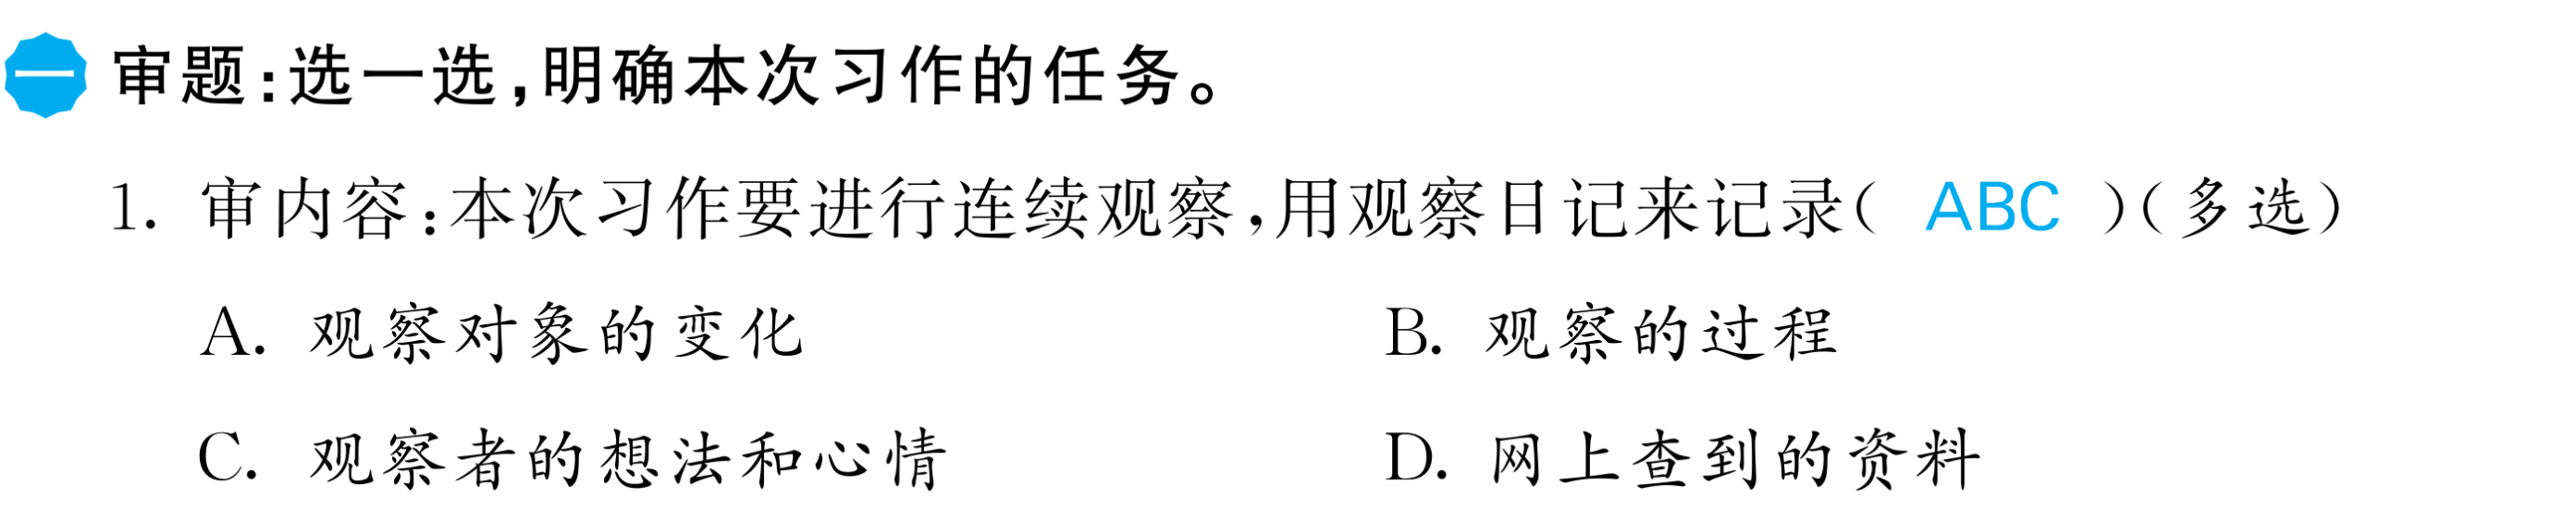 一 审题:选一选,明确本次习作的任务。
1. 审内容:本次习作要进行连续观察,用观察日记来记录( ABC )(多选)
A. 观察对象的变化 B. 观察的过程
C. 观察者的想法和心情 D. 网上查到的资料